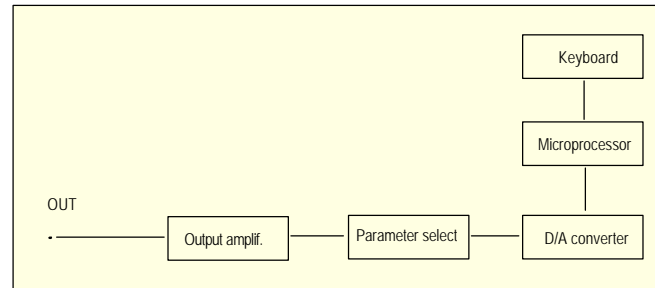 Keyboard
Microprocessor
OUT
Output amplif.
Parameter select
D/A converter